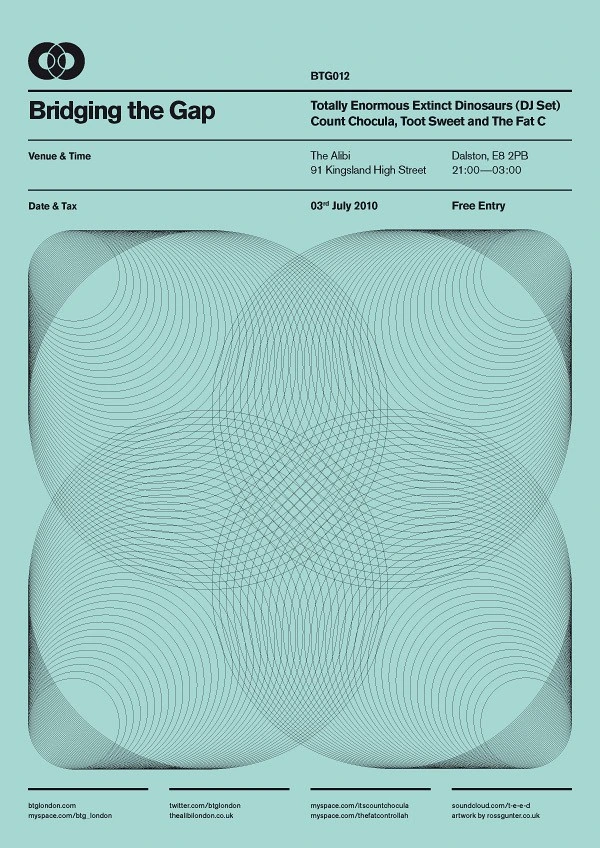 BTG012
Bridging the Gap
Totally Enormous Extinct Dinosaurs (DJ Set)
Count Chocula, Toot Sweet and The Fat C
Venue & Time
The Alibi
91 Kingsland High Street
Dalston, E8 2PB
21:00—03:00
Date & Tax
03rd July 2010
Free Entry
btglondon.com
myspace.com/btg_london
twitter.com/btglondon
thealibilondon.co.uk
myspace.com/itscountchocula
myspace.com/thefatcontrollah
soundcloud.com/t-e-e-d
artwork by rossgunter.co.uk